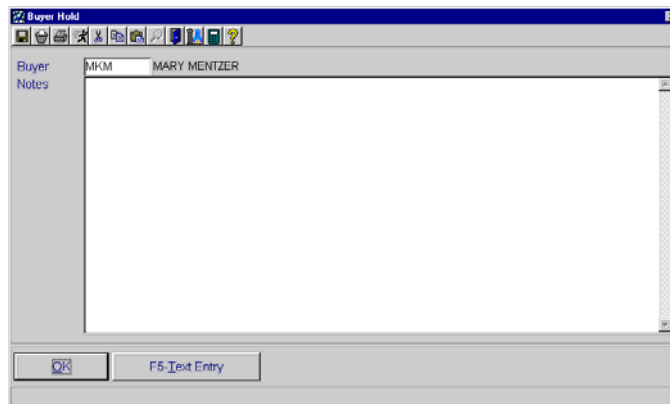 Buyer Hold
Buyer MKM MARY MENTZER
Notes
OK F5-Text Entry